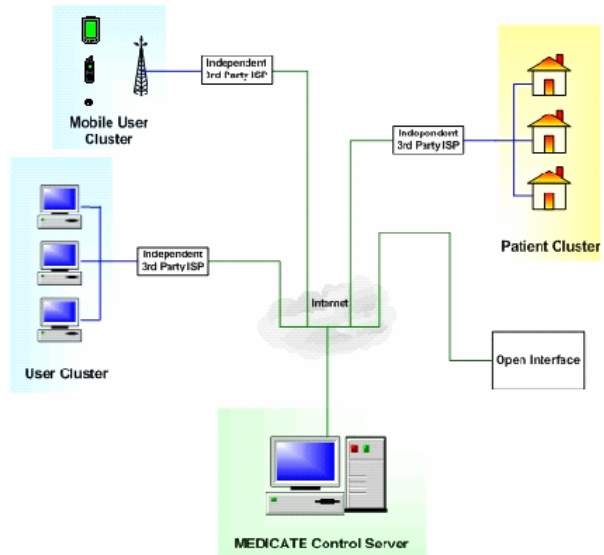 Independent
3rd Party ISP
Mobile User
Cluster
Independent
3rd Party ISP
Patient Cluster
Independent
3rd Party ISP
Internet
User Cluster
Open Interface
MEDICATE Control Server